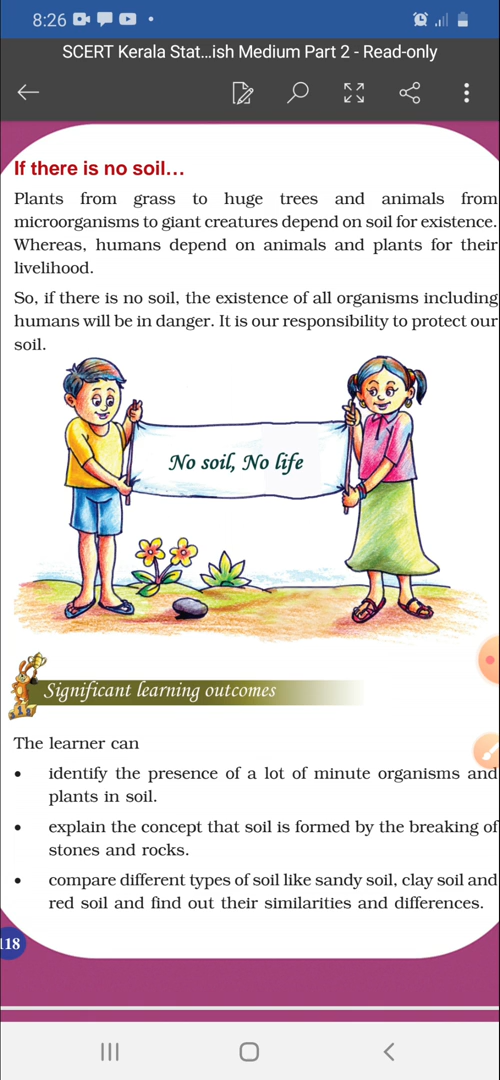 8:26
SCERT Kerala Stat...ish Medium Part 2 - Read-only
If there is no soil...
Plants from grass to huge trees and animals from
microorganisms to giant creatures depend on soil for existence.
Whereas, humans depend on animals and plants for their
livelihood.
So, if there is no soil, the existence of all organisms including
humans will be in danger. It is our responsibility to protect our
soil.
No soil, No life
Significant learning outcomes
The learner can
• identify the presence of a lot of minute organisms and
plants in soil.
• explain the concept that soil is formed by the breaking of
stones and rocks.
• compare different types of soil like sandy soil, clay soil and
red soil and find out their similarities and differences.
118